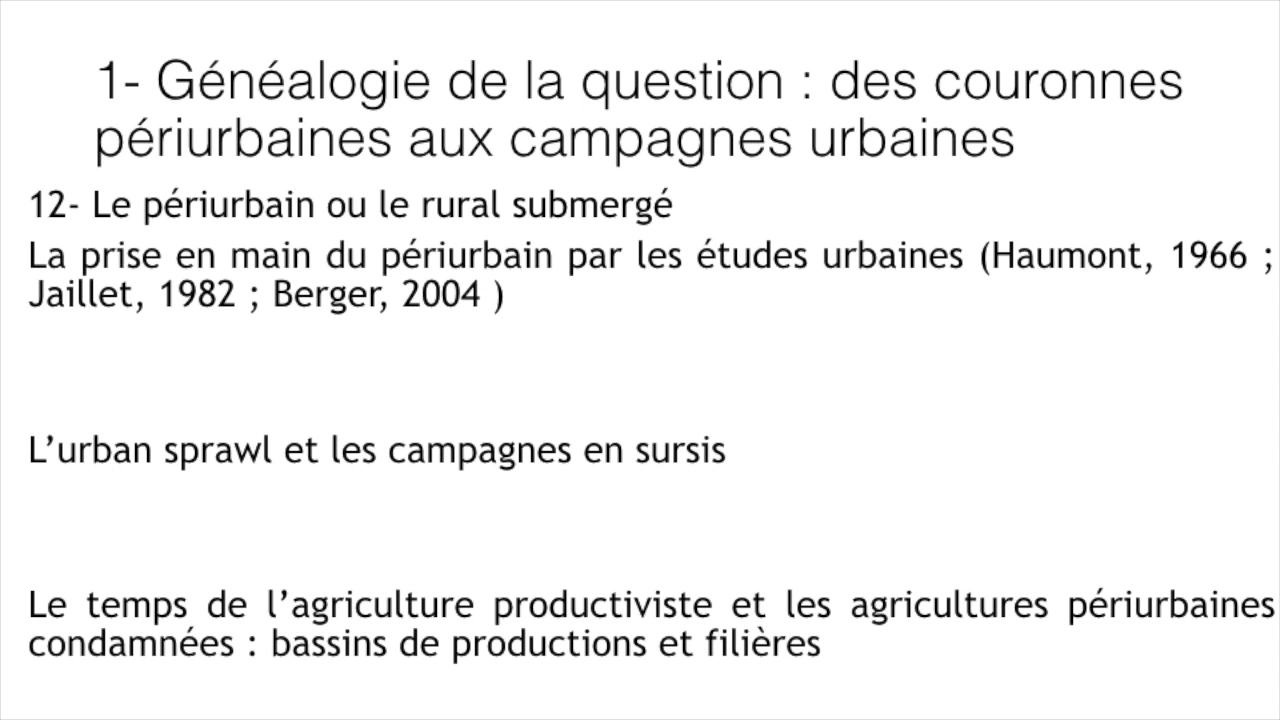 1- Généalogie de la question : des couronnes
périurbaines aux campagnes urbaines
12- Le périurbain ou le rural submergé
La prise en main du périurbain par les études urbaines (Haumont, 1966 ;
Jaillet, 1982 ; Berger, 2004 )
L’urban sprawl et les campagnes en sursis
Le temps de l’agriculture productiviste et les agricultures périurbaines
condamnées : bassins de productions et filières